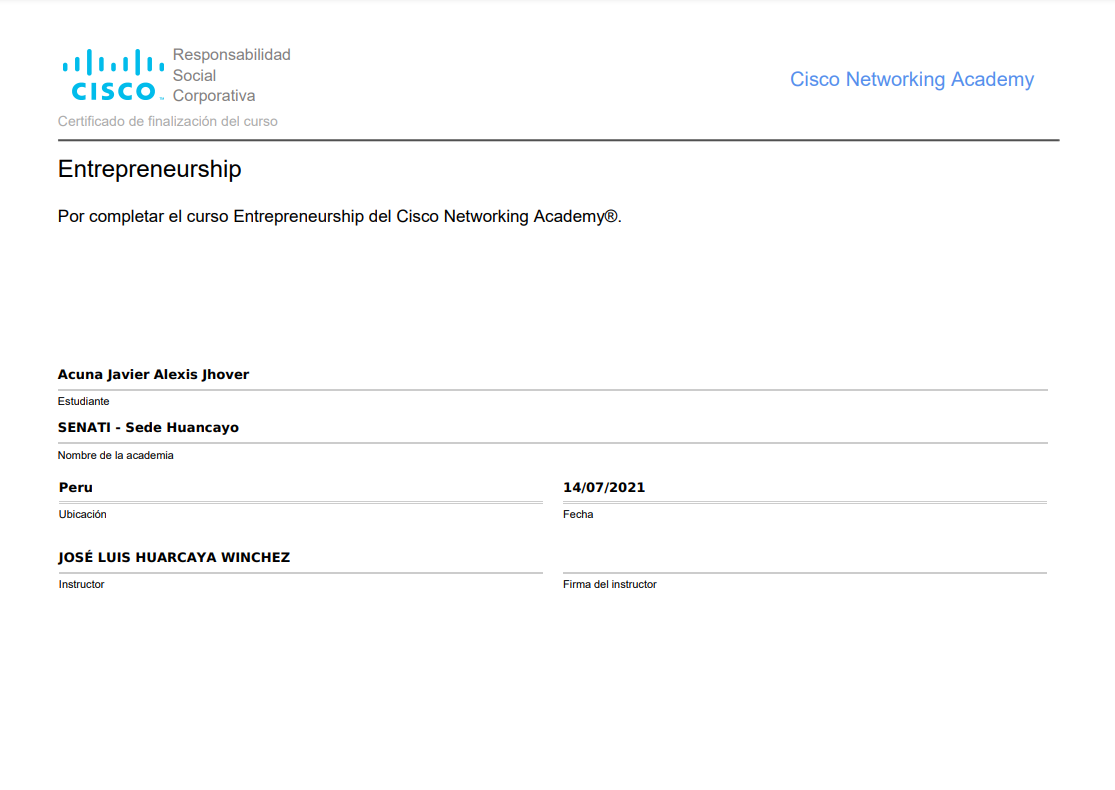 Responsabilidad
Social
CISCO™ Corporativa
Cisco Networking Academy
Certificado de finalización del curso
Entrepreneurship
Por completar el curso Entrepreneurship del Cisco Networking Academy®.
Acuna Javier Alexis Jhover
Estudiante
SENATI - Sede Huancayo
Nombre de la academia
Peru
14/07/2021
Ubicación
Fecha
JOSÉ LUIS HUARCAYA WINCHEZ
Instructor
Firma del instructor